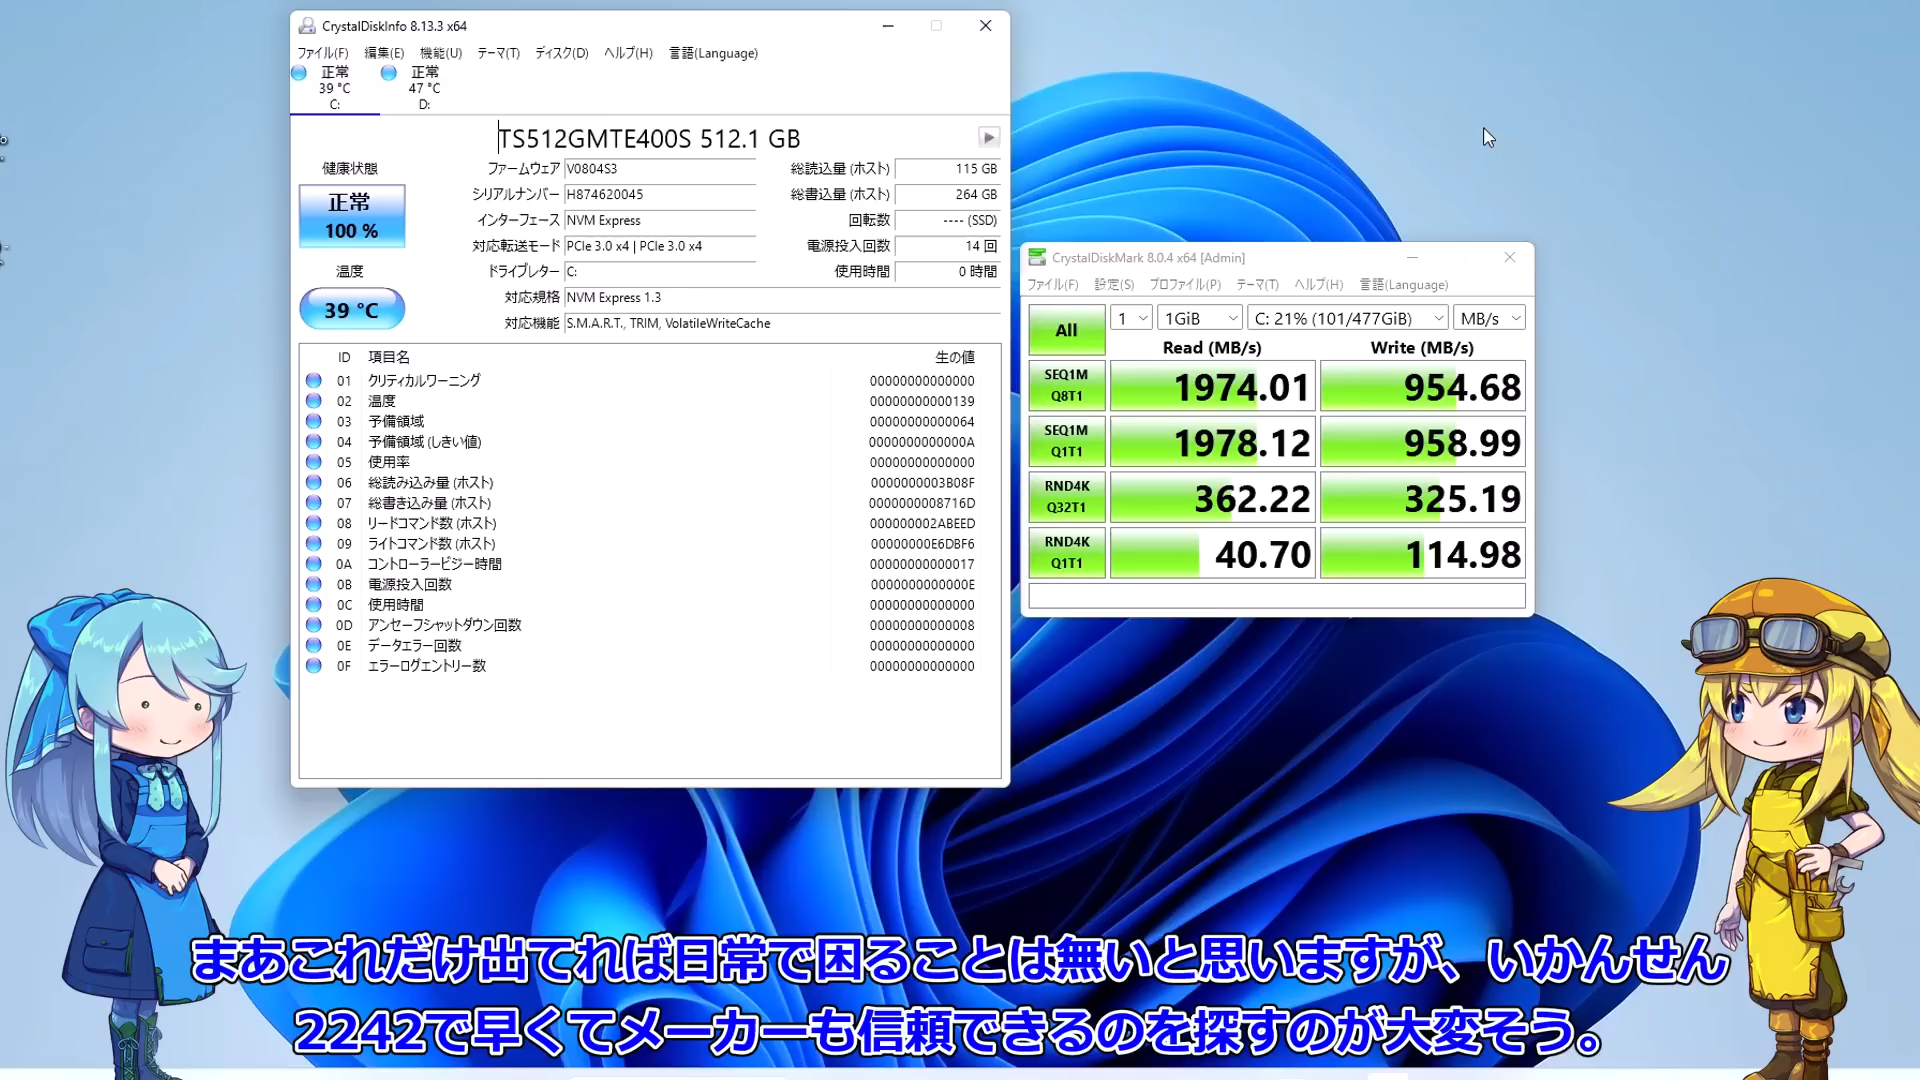 CrystalDiskInfo 8.13.3 x64
ファイル(F) 編集(E) 機能(U) テーマ(T) ディスク(D) ヘルプ(H) 言語(Language)
正常 正常
39 °C 47 °C
C: D:
TS512GMTE400S 512.1 GB
健康状態
正常
100 %
温度
39 °C
ファームウェア V0804S3
シリアルナンバー H874620045
インターフェース NVM Express
対応転送モード PCIe 3.0 x4 | PCIe 3.0 x4
ドライブレター C:
対応規格 NVM Express 1.3
対応機能 S.M.A.R.T., TRIM, VolatileWriteCache
総読込量 (ホスト) 115 GB
総書込量 (ホスト) 264 GB
回転数 ---- (SSD)
電源投入回数 14 回
使用時間 0 時間
ID 項目名 生の値
01 クリティカルワーニング 00000000000000
02 温度 00000000000139
03 予備領域 00000000000064
04 予備領域 (しきい値) 0000000000000A
05 使用率 00000000000000
06 総読み込み量 (ホスト) 0000000003B08F
07 総書き込み量 (ホスト) 0000000008716D
08 リードコマンド数 (ホスト) 000000002ABEED
09 ライトコマンド数 (ホスト) 00000000E6DBF6
0A コントローラービジー時間 00000000000017
0B 電源投入回数 0000000000000E
0C 使用時間 00000000000000
0D アンセーフシャットダウン回数 00000000000008
0E データエラー回数 00000000000000
0F エラーログエントリー数 00000000000000
CrystalDiskMark 8.0.4 x64 [Admin]
ファイル(F) 設定(S) プロファイル(P) テーマ(T) ヘルプ(H) 言語(Language)
All 1 1GiB C: 21% (101/477GiB) MB/s
Read (MB/s) Write (MB/s)
SEQ1M Q8T1 1974.01 954.68
SEQ1M Q1T1 1978.12 958.99
RND4K Q32T1 362.22 325.19
RND4K Q1T1 40.70 114.98
まあこれだけ出てれば日常で困ることは無いと思いますが、いかんせん
2242で早くてメーカーも信頼できるのを探すのが大変そう。